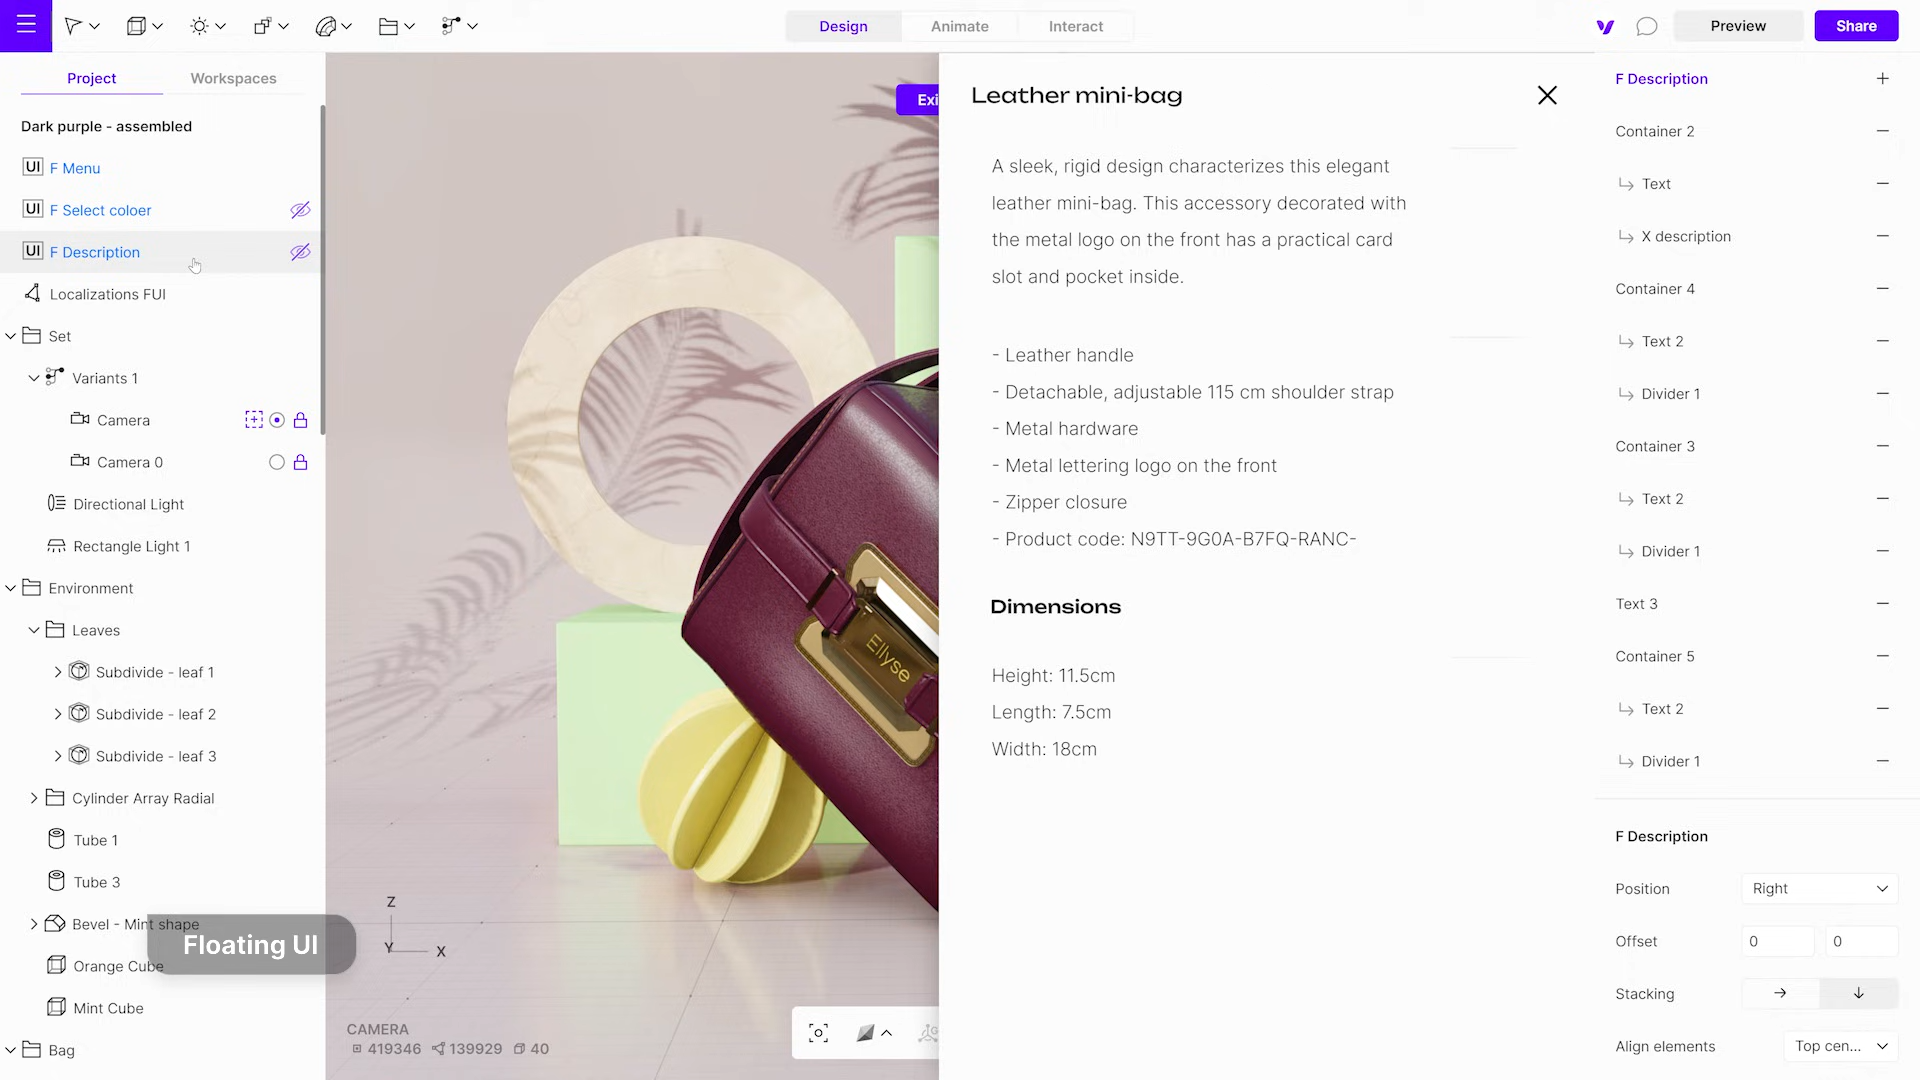 Design
Animate
Interact
Preview
Share
Project
Workspaces
Dark purple - assembled
UI F Menu
UI F Select coloer
UI F Description
Localizations FUI
Set
Variants 1
Camera
Camera 0
Directional Light
Rectangle Light 1
Environment
Leaves
Subdivide - leaf 1
Subdivide - leaf 2
Subdivide - leaf 3
Cylinder Array Radial
Tube 1
Tube 3
Bevel - Mint shape
Orange Cube
Mint Cube
Bag
Floating UI
Z
Y
X
CAMERA
419346 139929 40
Exi
Ellyse
Leather mini-bag
A sleek, rigid design characterizes this elegant
leather mini-bag. This accessory decorated with
the metal logo on the front has a practical card
slot and pocket inside.
- Leather handle
- Detachable, adjustable 115 cm shoulder strap
- Metal hardware
- Metal lettering logo on the front
- Zipper closure
- Product code: N9TT-9G0A-B7FQ-RANC-
Dimensions
Height: 11.5cm
Length: 7.5cm
Width: 18cm
F Description
Container 2
Text
X description
Container 4
Text 2
Divider 1
Container 3
Text 2
Divider 1
Text 3
Container 5
Text 2
Divider 1
F Description
Position Right
Offset 0 0
Stacking
Align elements Top cen...